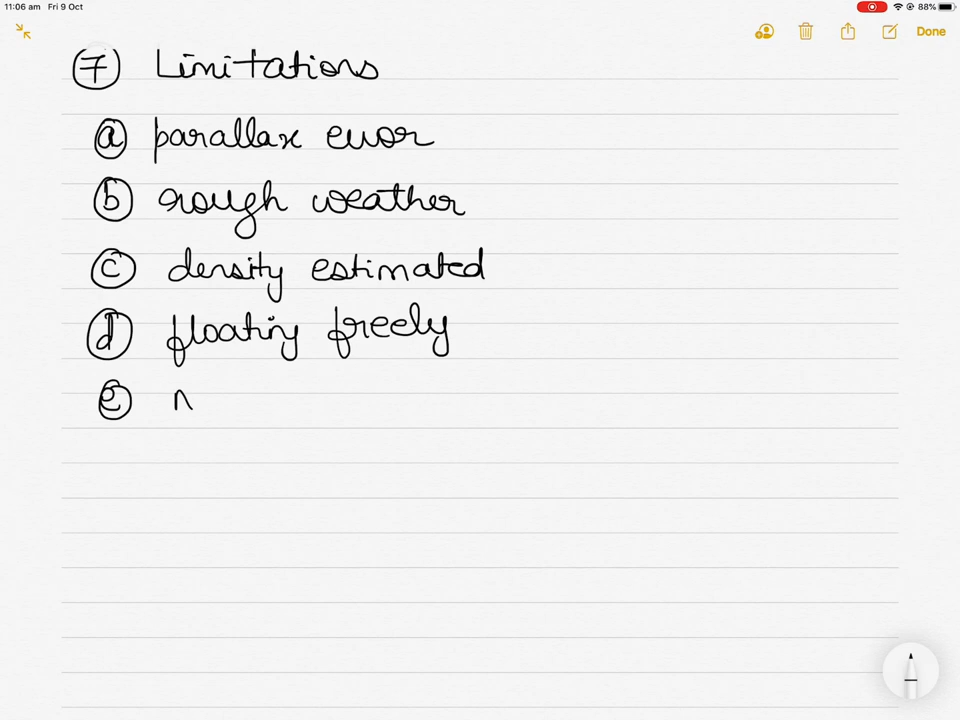 11:06 am Fri 9 Oct 88%
Done
7 Limitations
a parallax error
b rough weather
c density estimated
d floating freely
e n